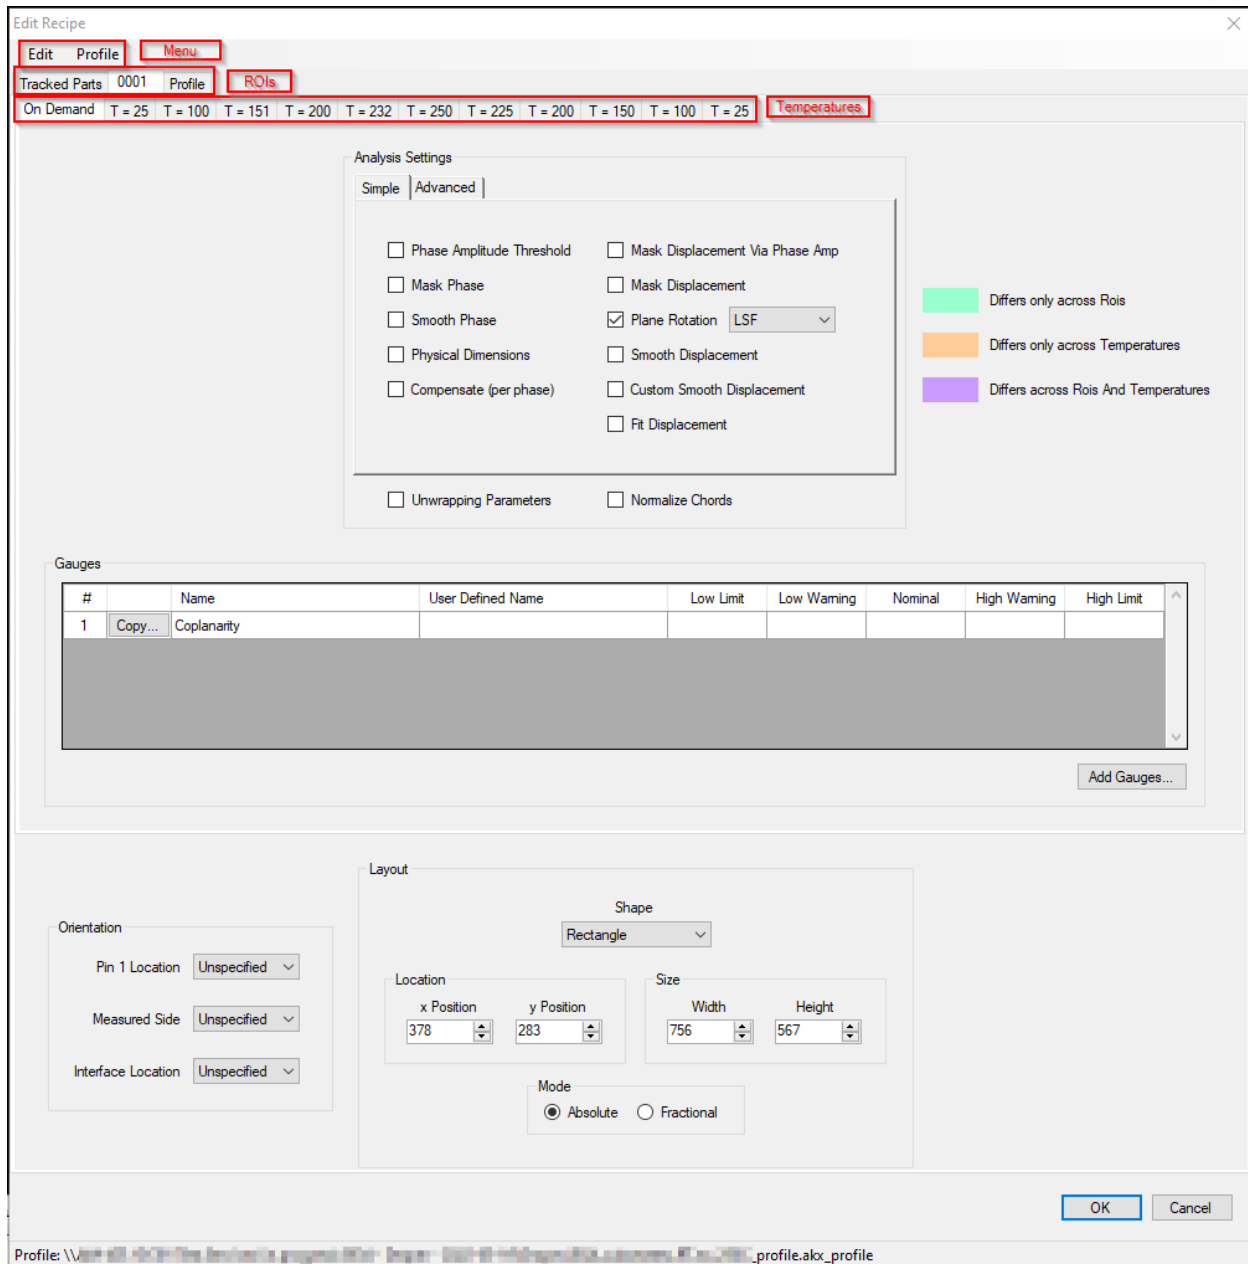 Edit Recipe
Edit Profile Menu
Tracked Parts 0001 Profile ROIs
On Demand T = 25 T = 100 T = 151 T = 200 T = 232 T = 250 T = 225 T = 200 T = 150 T = 100 T = 25 Temperatures
Analysis Settings
Simple Advanced
Phase Amplitude Threshold Mask Displacement Via Phase Amp
Mask Phase Mask Displacement
Differs only across Rois
Smooth Phase Plane Rotation LSF
Differs only across Temperatures
Physical Dimensions Smooth Displacement
Compensate (per phase) Custom Smooth Displacement Differs across Rois And Temperatures
Fit Displacement
Unwrapping Parameters Normalize Chords
Gauges
# Name User Defined Name Low Limit Low Warning Nominal High Warning High Limit
1 Copy... Coplanarity
Add Gauges...
Layout
Shape
Orientation
Rectangle
Pin 1 Location Unspecified
Location Size
x Position y Position Width Height
Measured Side Unspecified 378 283 756 567
Interface Location Unspecified
Mode
Absolute Fractional
OK Cancel
Profile: \\ _profile.akx_profile